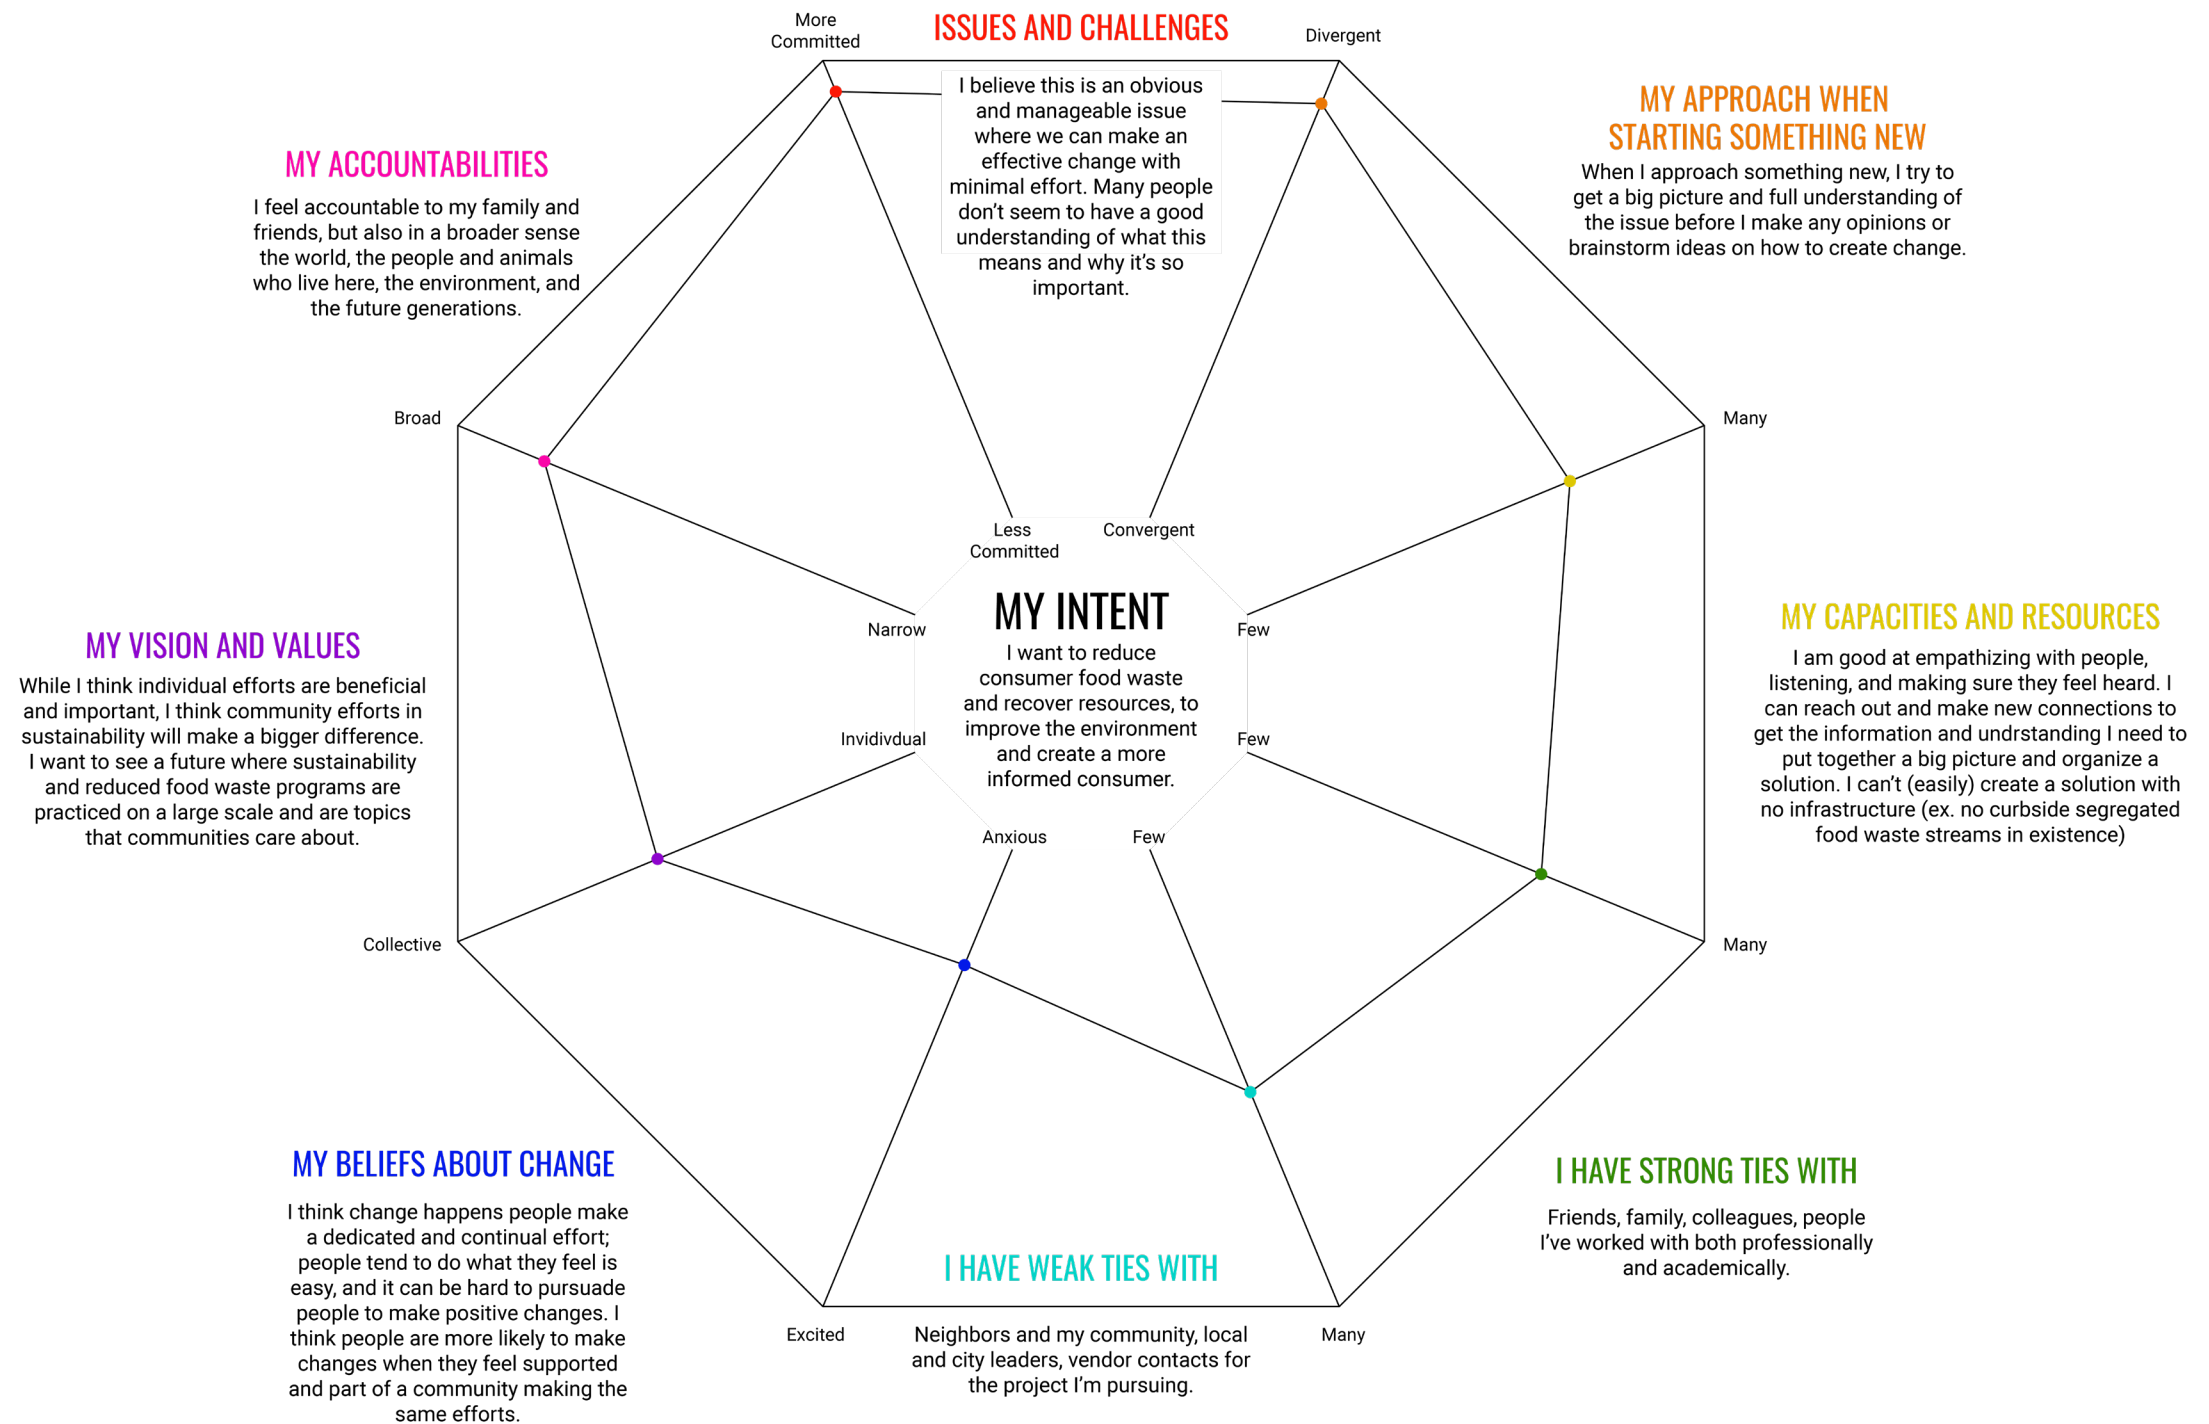 More
Committed
ISSUES AND CHALLENGES
Divergent
I believe this is an obvious
and manageable issue
where we can make an
effective change with
minimal effort. Many people
don't seem to have a good
understanding of what this
means and why it's so
important.
MY APPROACH WHEN
STARTING SOMETHING NEW
When I approach something new, I try to
get a big picture and full understanding of
the issue before I make any opinions or
brainstorm ideas on how to create change.
MY ACCOUNTABILITIES
I feel accountable to my family and
friends, but also in a broader sense
the world, the people and animals
who live here, the environment, and
the future generations.
Broad
Many
Less
Committed
Convergent
Narrow
Few
MY INTENT
I want to reduce
consumer food waste
and recover resources, to
improve the environment
and create a more
informed consumer.
MY VISION AND VALUES
While I think individual efforts are beneficial
and important, I think community efforts in
sustainability will make a bigger difference.
I want to see a future where sustainability
and reduced food waste programs are
practiced on a large scale and are topics
that communities care about.
MY CAPACITIES AND RESOURCES
I am good at empathizing with people,
listening, and making sure they feel heard. I
can reach out and make new connections to
get the information and undrstanding I need to
put together a big picture and organize a
solution. I can't (easily) create a solution with
no infrastructure (ex. no curbside segregated
food waste streams in existence)
Invidivdual
Few
Anxious
Few
Collective
Many
MY BELIEFS ABOUT CHANGE
I think change happens people make
a dedicated and continual effort;
people tend to do what they feel is
easy, and it can be hard to pursuade
people to make positive changes. I
think people are more likely to make
changes when they feel supported
and part of a community making the
same efforts.
I HAVE STRONG TIES WITH
Friends, family, colleagues, people
I've worked with both professionally
and academically.
I HAVE WEAK TIES WITH
Excited
Many
Neighbors and my community, local
and city leaders, vendor contacts for
the project I'm pursuing.